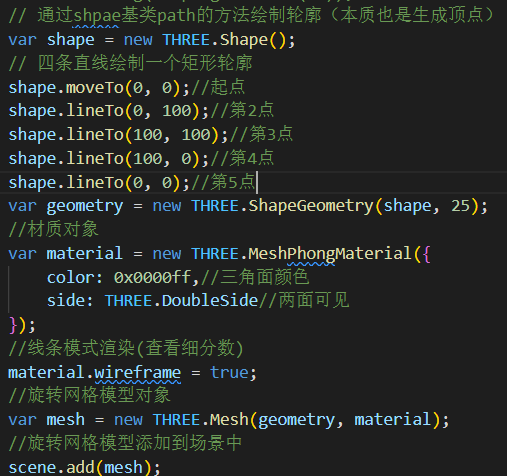 // 通过shpae基类path的方法绘制轮廓（本质也是生成顶点）
var shape = new THREE.Shape();
// 四条直线绘制一个矩形轮廓
shape.moveTo(0, 0);//起点
shape.lineTo(0, 100);//第2点
shape.lineTo(100, 100);//第3点
shape.lineTo(100, 0);//第4点
shape.lineTo(0, 0);//第5点
var geometry = new THREE.ShapeGeometry(shape, 25);
//材质对象
var material = new THREE.MeshPhongMaterial({
color: 0x0000ff,//三角面颜色
side: THREE.DoubleSide//两面可见
});
//线条模式渲染(查看细分数)
material.wireframe = true;
//旋转网格模型对象
var mesh = new THREE.Mesh(geometry, material);
//旋转网格模型添加到场景中
scene.add(mesh);